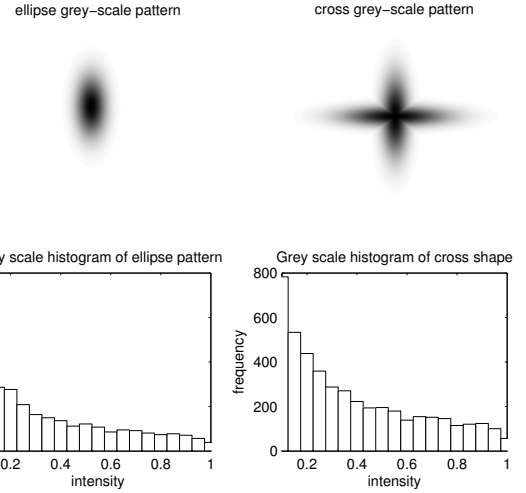 ellipse grey-scale pattern
cross grey-scale pattern
scale histogram of ellipse pattern
Grey scale histogram of cross shape
800
600
400
200
0
frequency
0.2 0.4 0.6 0.8 1
intensity
0.2 0.4 0.6 0.8 1
intensity